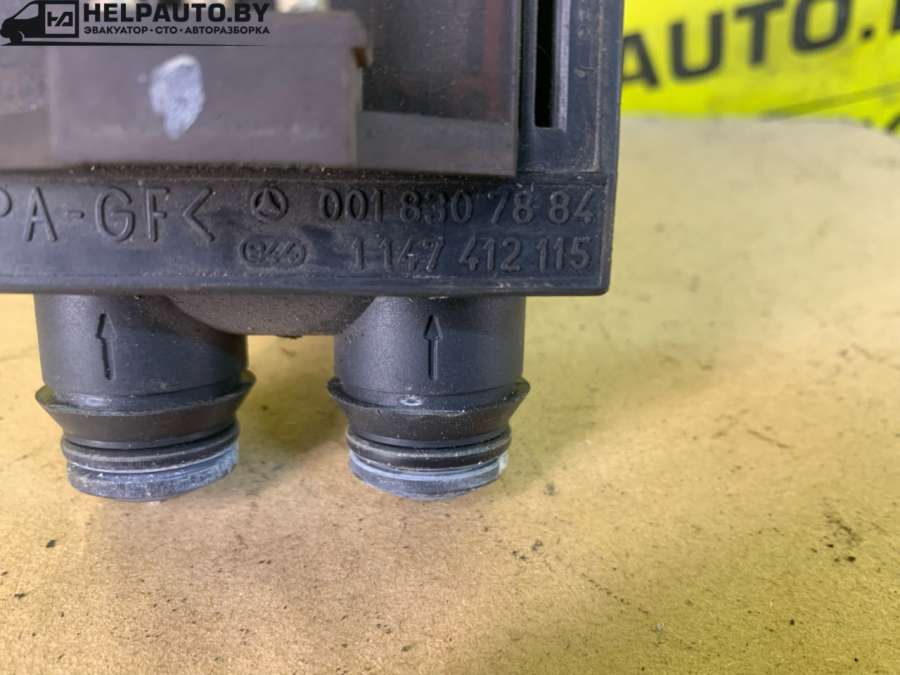 HELPAUTO.BY
ЭВАКУАТОР · СТО · АВТОРАЗБОРКА
AUTO.
PA-GF<
001 830 78 84
1 147 412 115